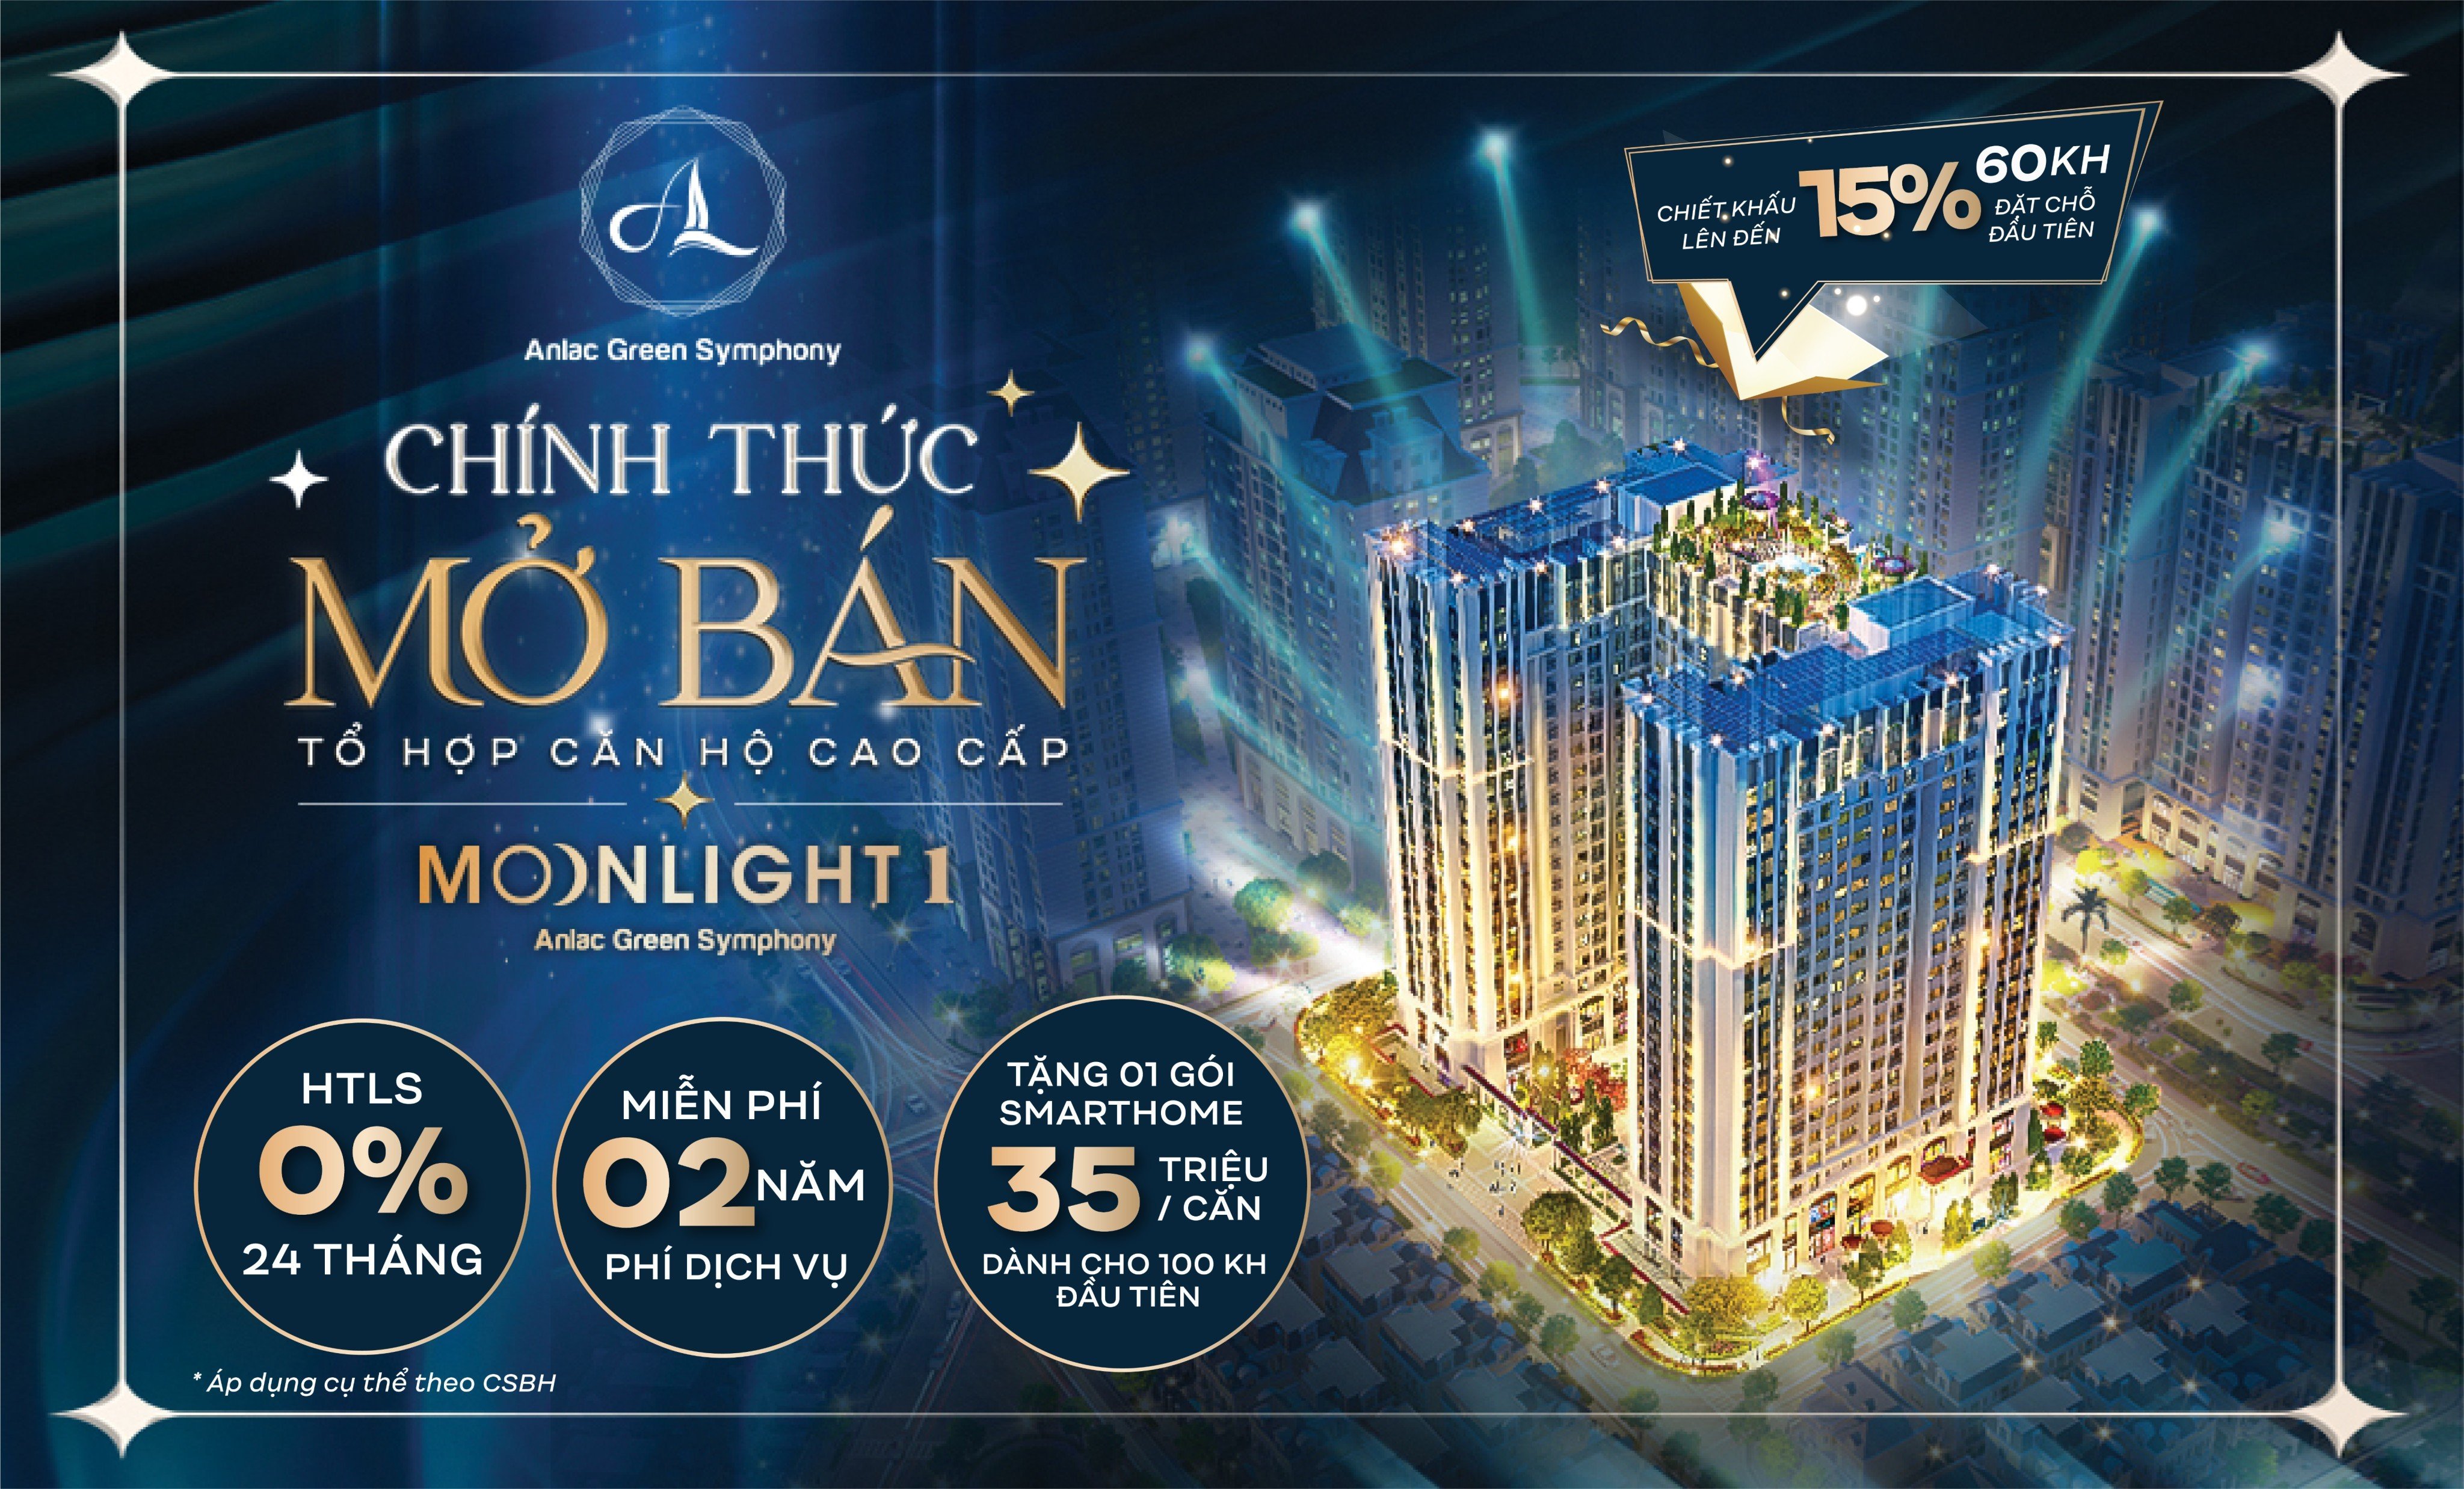 Anlac Green Symphony
CHÍNH THỨC
MỞ BÁN
TỔ HỢP CĂN HỘ CAO CẤP
MOONLIGHT 1
Anlac Green Symphony
CHIẾT KHẤU
LÊN ĐẾN
15%
60KH
ĐẶT CHỖ
ĐẦU TIÊN
HTLS
0%
24 THÁNG
MIỄN PHÍ
02 NĂM
PHÍ DỊCH VỤ
TẶNG 01 GÓI
SMARTHOME
35 TRIỆU
/ CĂN
DÀNH CHO 100 KH
ĐẦU TIÊN
* Áp dụng cụ thể theo CSBH